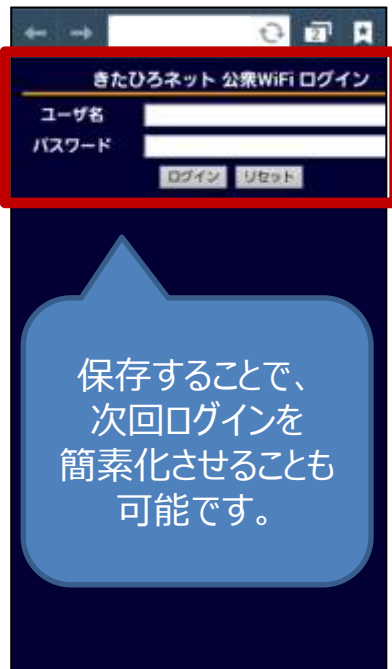 2
きたひろネット 公衆WiFi ログイン
ユーザ名
パスワード
ログイン リセット
保存することで、
次回ログインを
簡素化させることも
可能です。